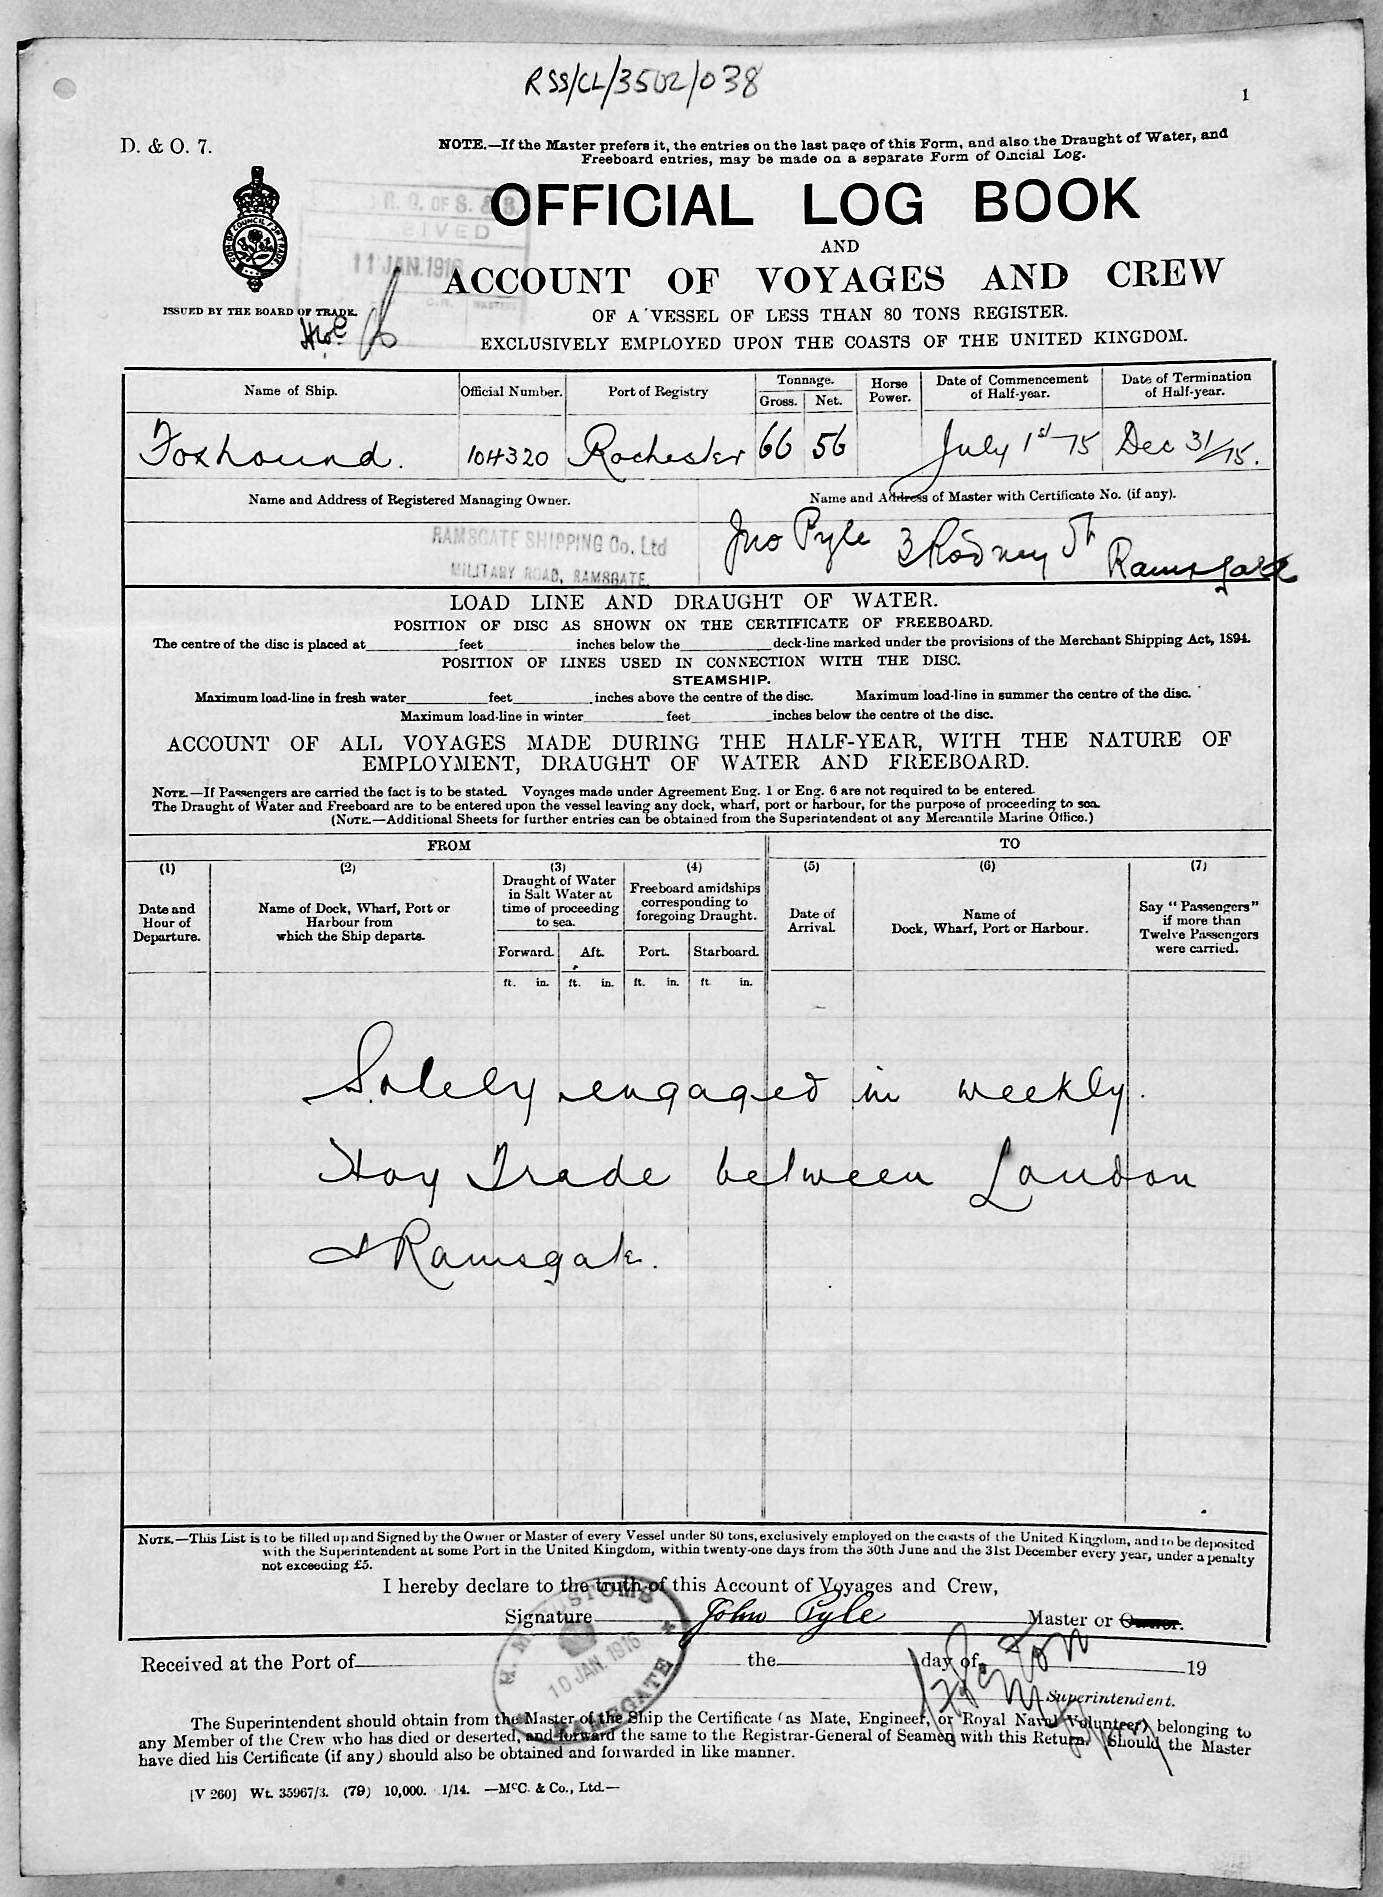 RSS/CL/3502/038
1
D. & O. 7.
NOTE.—If the Master prefers it, the entries on the last page of this Form, and also the Draught of Water, and
Freeboard entries, may be made on a separate Form of Official Log.
OFFICIAL LOG BOOK
R. G. OF S. & S.
EIVED
11 JAN. 1916
AND
ACCOUNT OF VOYAGES AND CREW
ISSUED BY THE BOARD OF TRADE.
OF A VESSEL OF LESS THAN 80 TONS REGISTER.
EXCLUSIVELY EMPLOYED UPON THE COASTS OF THE UNITED KINGDOM.
Name of Ship. Official Number. Port of Registry Tonnage. Gross. Net. Horse Power. Date of Commencement of Half-year. Date of Termination of Half-year.
Foxhound. 104320 Rochester 66 56 July 1st 15 Dec 31/15.
Name and Address of Registered Managing Owner. Name and Address of Master with Certificate No. (if any).
RAMSGATE SHIPPING Co. Ltd
MILITARY ROAD, RAMSGATE.
Jno Pyle 3 Rodney St Ramsgate
LOAD LINE AND DRAUGHT OF WATER.
POSITION OF DISC AS SHOWN ON THE CERTIFICATE OF FREEBOARD.
The centre of the disc is placed at feet inches below the deck-line marked under the provisions of the Merchant Shipping Act, 1894.
POSITION OF LINES USED IN CONNECTION WITH THE DISC.
STEAMSHIP.
Maximum load-line in fresh water feet inches above the centre of the disc. Maximum load-line in summer the centre of the disc.
Maximum load-line in winter feet inches below the centre of the disc.
ACCOUNT OF ALL VOYAGES MADE DURING THE HALF-YEAR, WITH THE NATURE OF
EMPLOYMENT, DRAUGHT OF WATER AND FREEBOARD.
NOTE.—If Passengers are carried the fact is to be stated. Voyages made under Agreement Eng. 1 or Eng. 6 are not required to be entered.
The Draught of Water and Freeboard are to be entered upon the vessel leaving any dock, wharf, port or harbour, for the purpose of proceeding to sea.
(NOTE.—Additional Sheets for further entries can be obtained from the Superintendent of any Mercantile Marine Office.)
FROM TO
(1) (2) (3) (4) (5) (6) (7)
Date and Hour of Departure.
Name of Dock, Wharf, Port or Harbour from which the Ship departs.
Draught of Water in Salt Water at time of proceeding to sea.
Freeboard amidships corresponding to foregoing Draught.
Date of Arrival.
Name of Dock, Wharf, Port or Harbour.
Say "Passengers" if more than Twelve Passengers were carried.
Forward. Aft. Port. Starboard.
ft. in. ft. in. ft. in. ft. in.
Solely engaged in weekly.
Hoy Trade between London
& Ramsgate.
NOTE.—This List is to be filled up and Signed by the Owner or Master of every Vessel under 80 tons, exclusively employed on the coasts of the United Kingdom, and to be deposited
with the Superintendent at some Port in the United Kingdom, within twenty-one days from the 30th June and the 31st December every year, under a penalty
not exceeding £5.
I hereby declare to the truth of this Account of Voyages and Crew,
Signature John Pyle Master or Owner.
H. M. CUSTOMS
10 JAN. 1916
RAMSGATE
Received at the Port of the day of 19
Superintendent.
The Superintendent should obtain from the Master of the Ship the Certificate (as Mate, Engineer, or Royal Naval Volunteer) belonging to
any Member of the Crew who has died or deserted, and forward the same to the Registrar-General of Seamen with this Return. Should the Master
have died his Certificate (if any) should also be obtained and forwarded in like manner.
[V 260] Wt. 35967/3. (79) 10,000. 1/14. —McC. & Co., Ltd.—